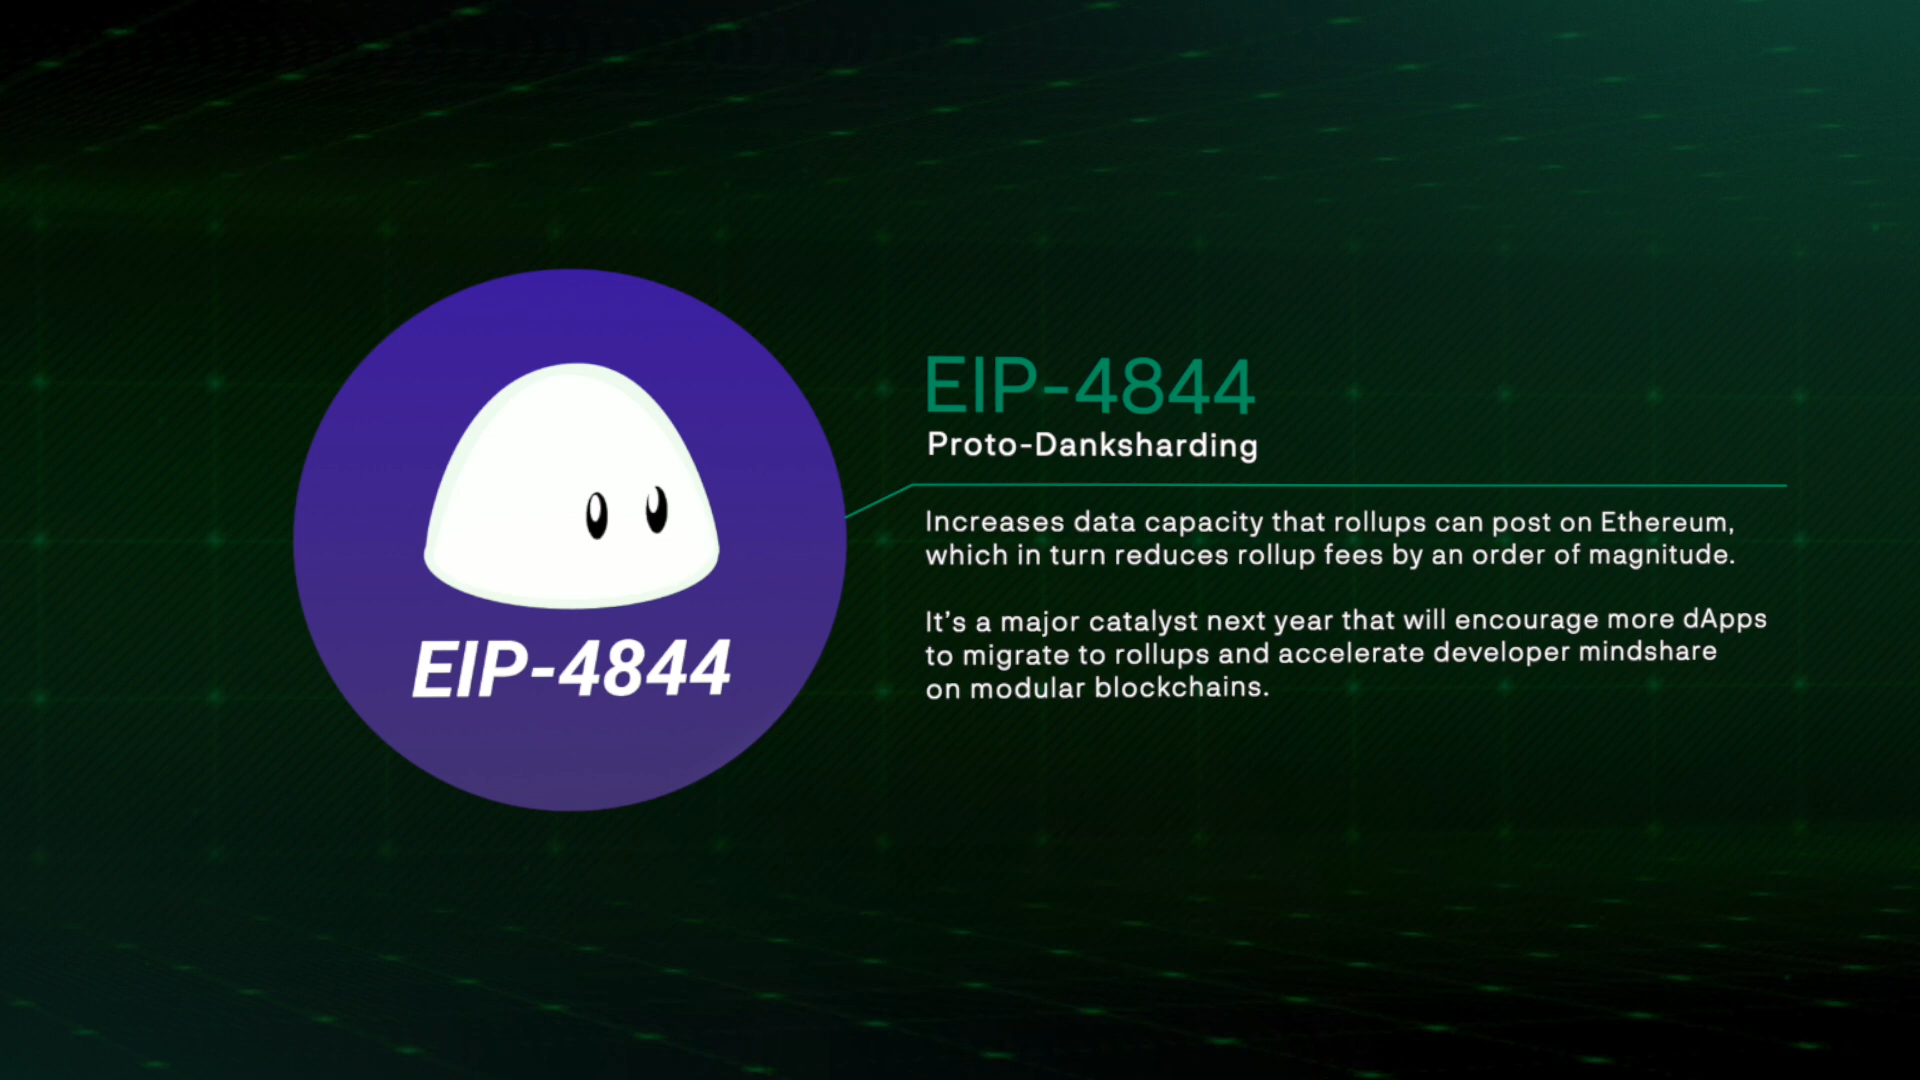 EIP-4844
EIP-4844
Proto-Danksharding
Increases data capacity that rollups can post on Ethereum,
which in turn reduces rollup fees by an order of magnitude.
It's a major catalyst next year that will encourage more dApps
to migrate to rollups and accelerate developer mindshare
on modular blockchains.